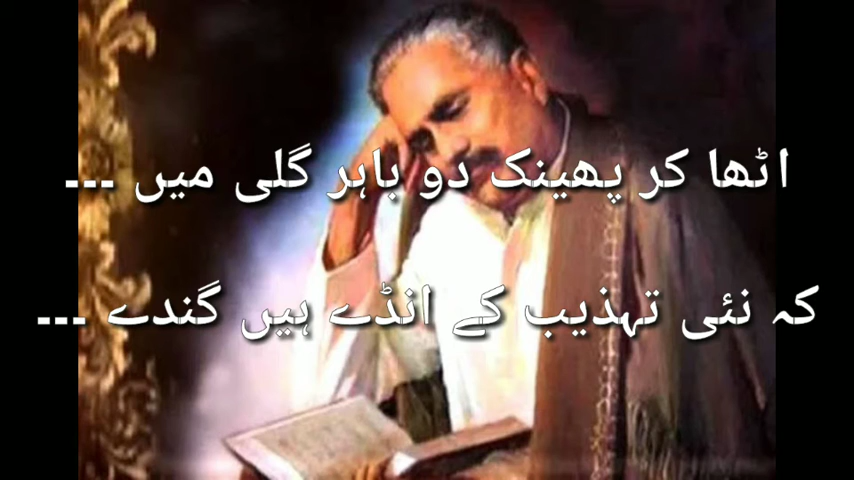 اٹھا کر پھینک دو باہر گلی میں ...
کہ نئی تہذیب کے انڈے ہیں گندے ...